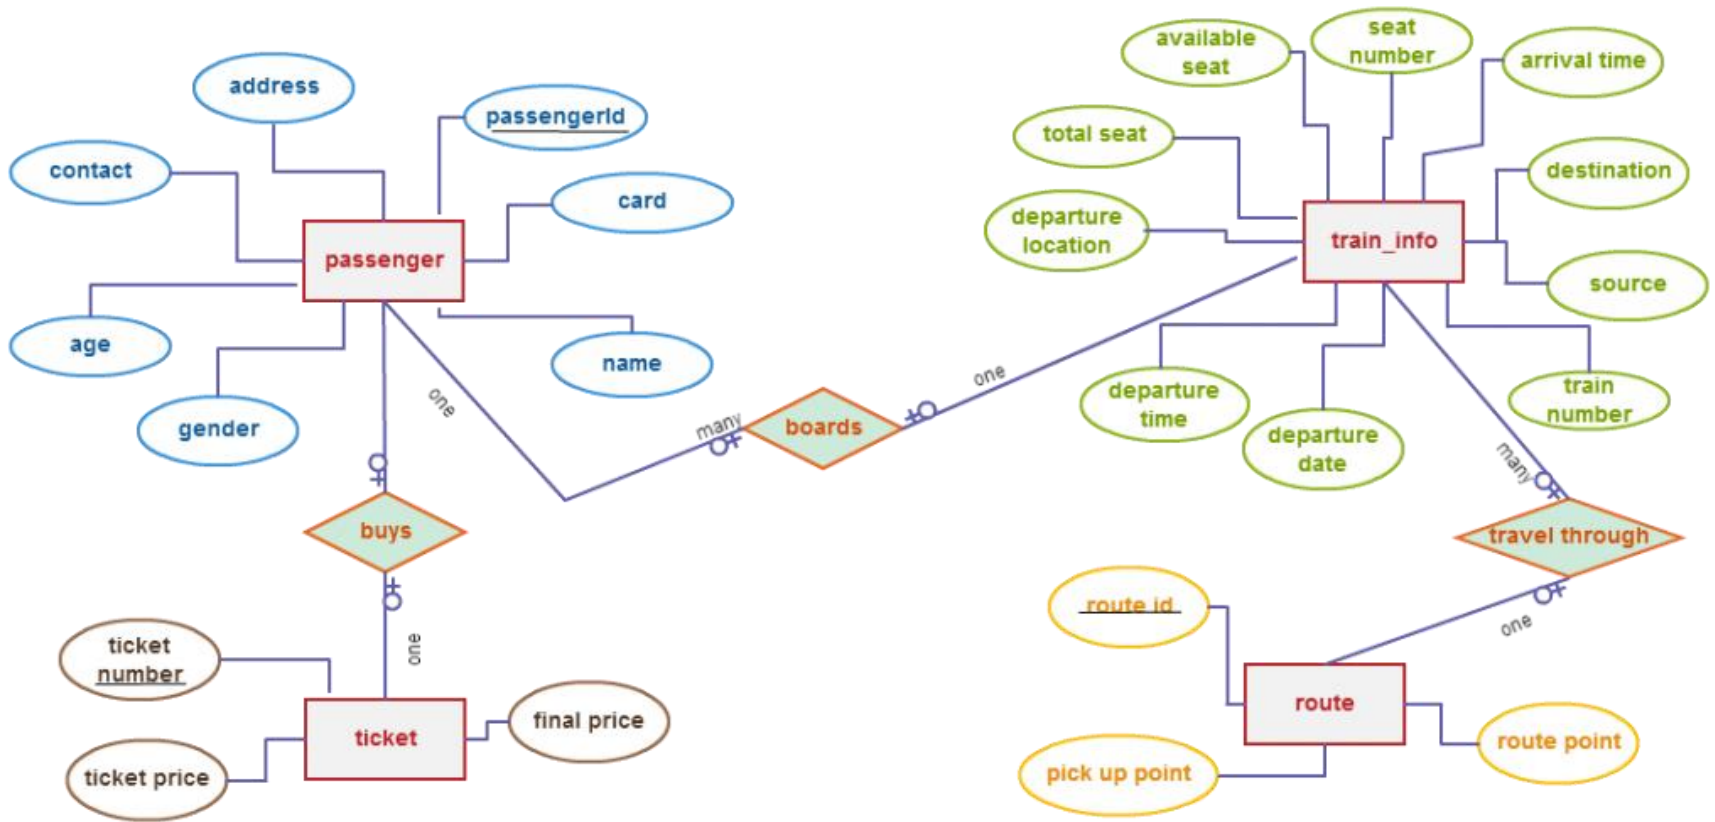 address
passengerId
contact
card
passenger
age
name
gender
one
buys
one
ticket
number
final price
ticket
ticket price
many
boards
one
available
seat
seat
number
arrival time
total seat
destination
departure
location
train_info
source
departure
time
departure
date
train
number
many
travel through
one
route id
route
route point
pick up point